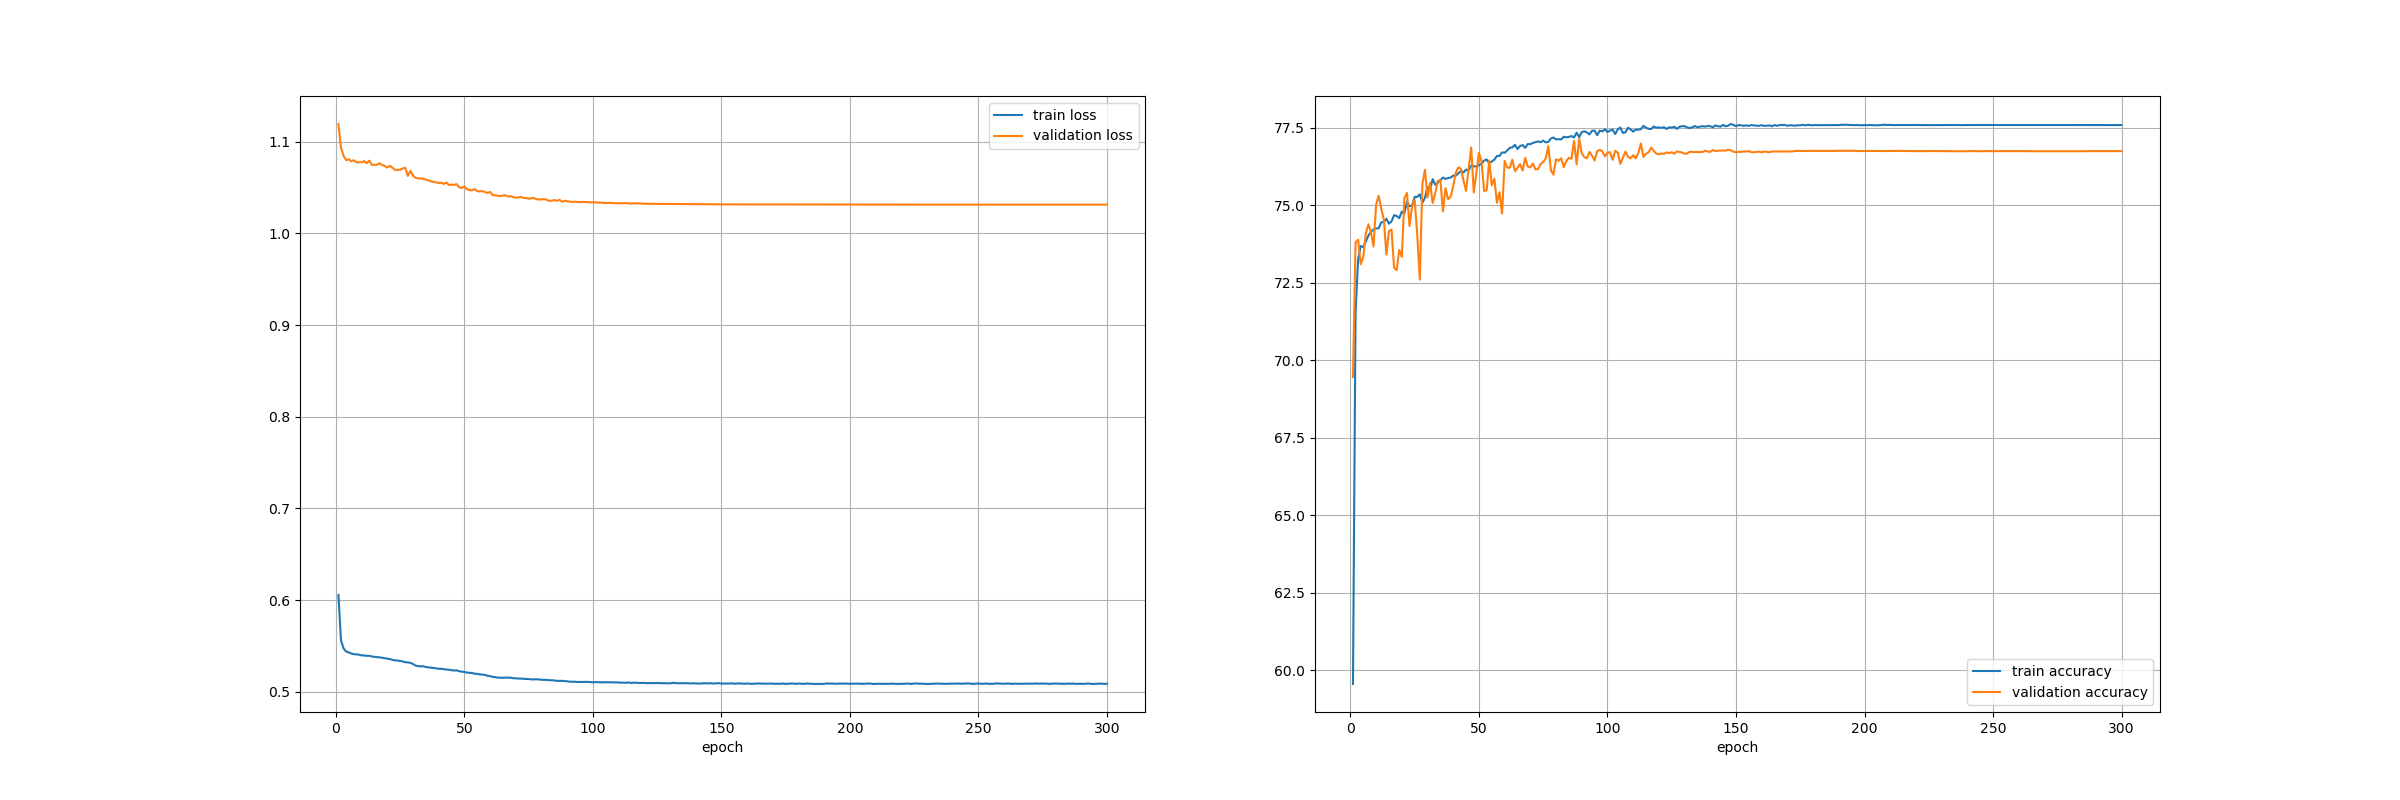 train loss
validation loss
1.1
1.0
0.9
0.8
0.7
0.6
0.5
0 50 100 150 200 250 300
epoch
77.5
75.0
72.5
70.0
67.5
65.0
62.5
60.0
train accuracy
validation accuracy
0 50 100 150 200 250 300
epoch